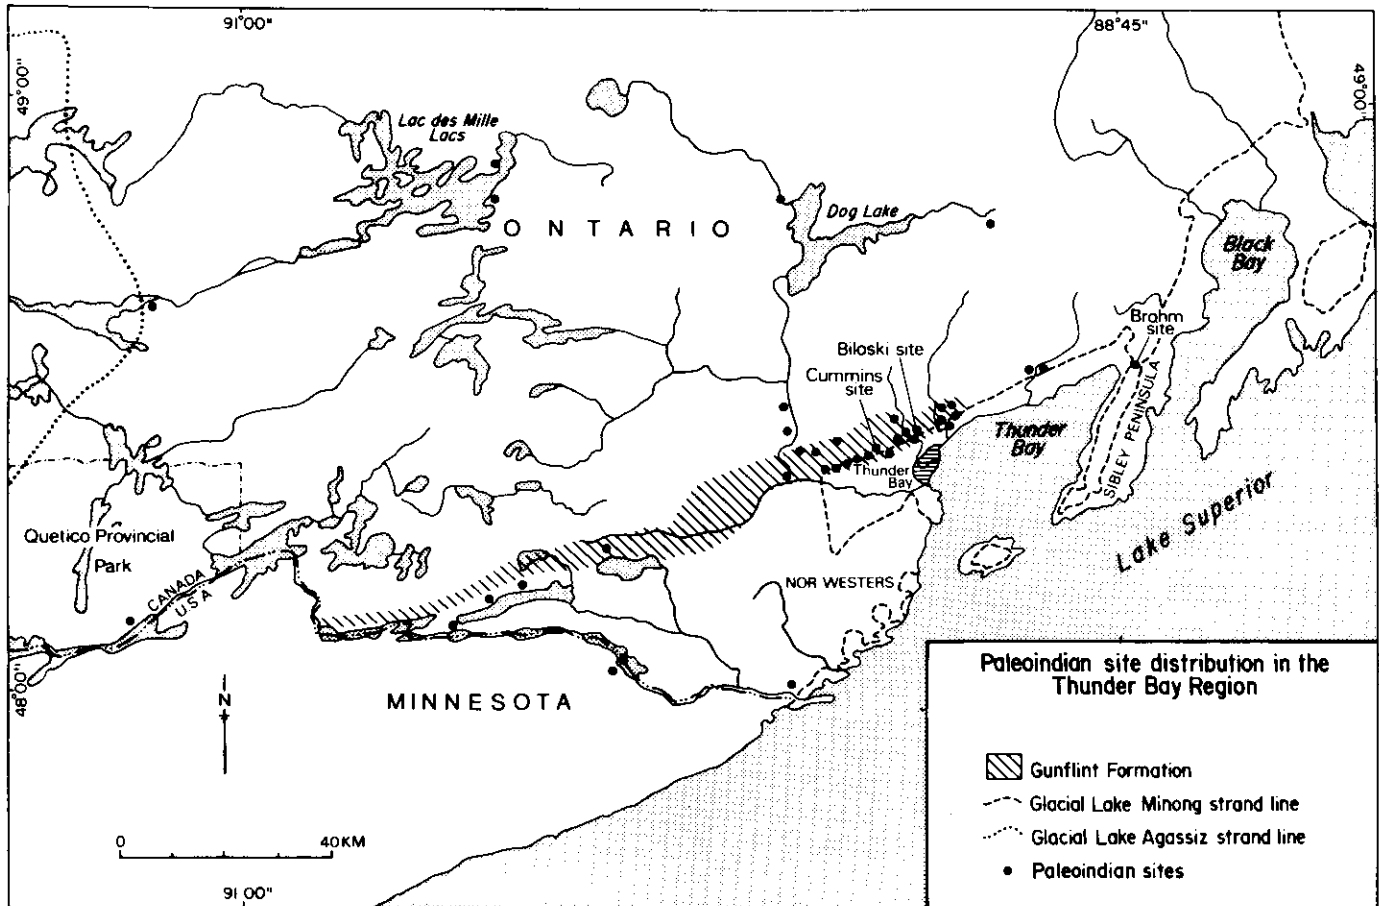 91°00"
88°45"
49°00"
49°00"
Lac des Mille
Lacs
ONTARIO
Dog Lake
Black
Bay
Brohm
site
Biloski site
Cummins
site
Thunder
Bay
SIBLEY PENINSULA
Thunder
Bay
Lake Superior
Quetico Provincial
Park
CANADA
USA
NOR WESTERS
48°00"
N
MINNESOTA
0 40 KM
91 00"
Paleoindian site distribution in the
Thunder Bay Region
Gunflint Formation
Glacial Lake Minong strand line
Glacial Lake Agassiz strand line
Paleoindian sites